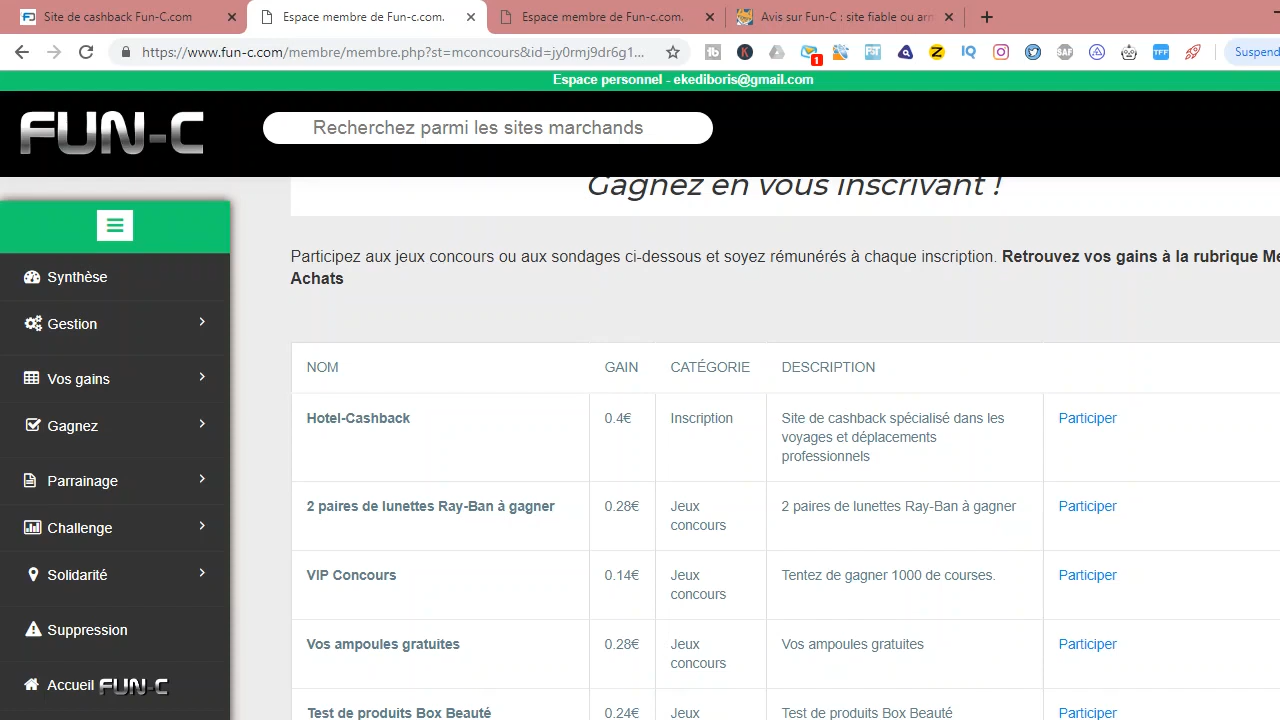 Site de cashback Fun-C.com
Espace membre de Fun-c.com.
Espace membre de Fun-c.com.
Avis sur Fun-C : site fiable ou arn
https://www.fun-c.com/membre/membre.php?st=mconcours&id=jy0rmj9dr6g1...
1
Suspend
Espace personnel - ekediboris@gmail.com
FUN-C
Recherchez parmi les sites marchands
Gagnez en vous inscrivant !
Participez aux jeux concours ou aux sondages ci-dessous et soyez rémunérés à chaque inscription. Retrouvez vos gains à la rubrique Me
Achats
Synthèse
Gestion
Vos gains
Gagnez
Parrainage
Challenge
Solidarité
Suppression
Accueil FUN-C
NOM GAIN CATÉGORIE DESCRIPTION
Hotel-Cashback 0.4€ Inscription Site de cashback spécialisé dans les Participer
voyages et déplacements
professionnels
2 paires de lunettes Ray-Ban à gagner 0.28€ Jeux 2 paires de lunettes Ray-Ban à gagner Participer
concours
VIP Concours 0.14€ Jeux Tentez de gagner 1000 de courses. Participer
concours
Vos ampoules gratuites 0.28€ Jeux Vos ampoules gratuites Participer
concours
Test de produits Box Beauté 0.24€ Jeux Test de produits Box Beauté Participer